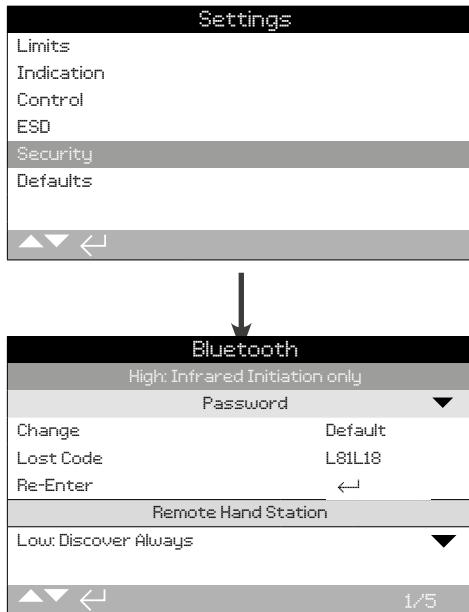 Settings
Limits
Indication
Control
ESD
Security
Defaults
Bluetooth
High: Infrared Initiation only
Password
Change Default
Lost Code L81L18
Re-Enter
Remote Hand Station
Low: Discover Always
1/5